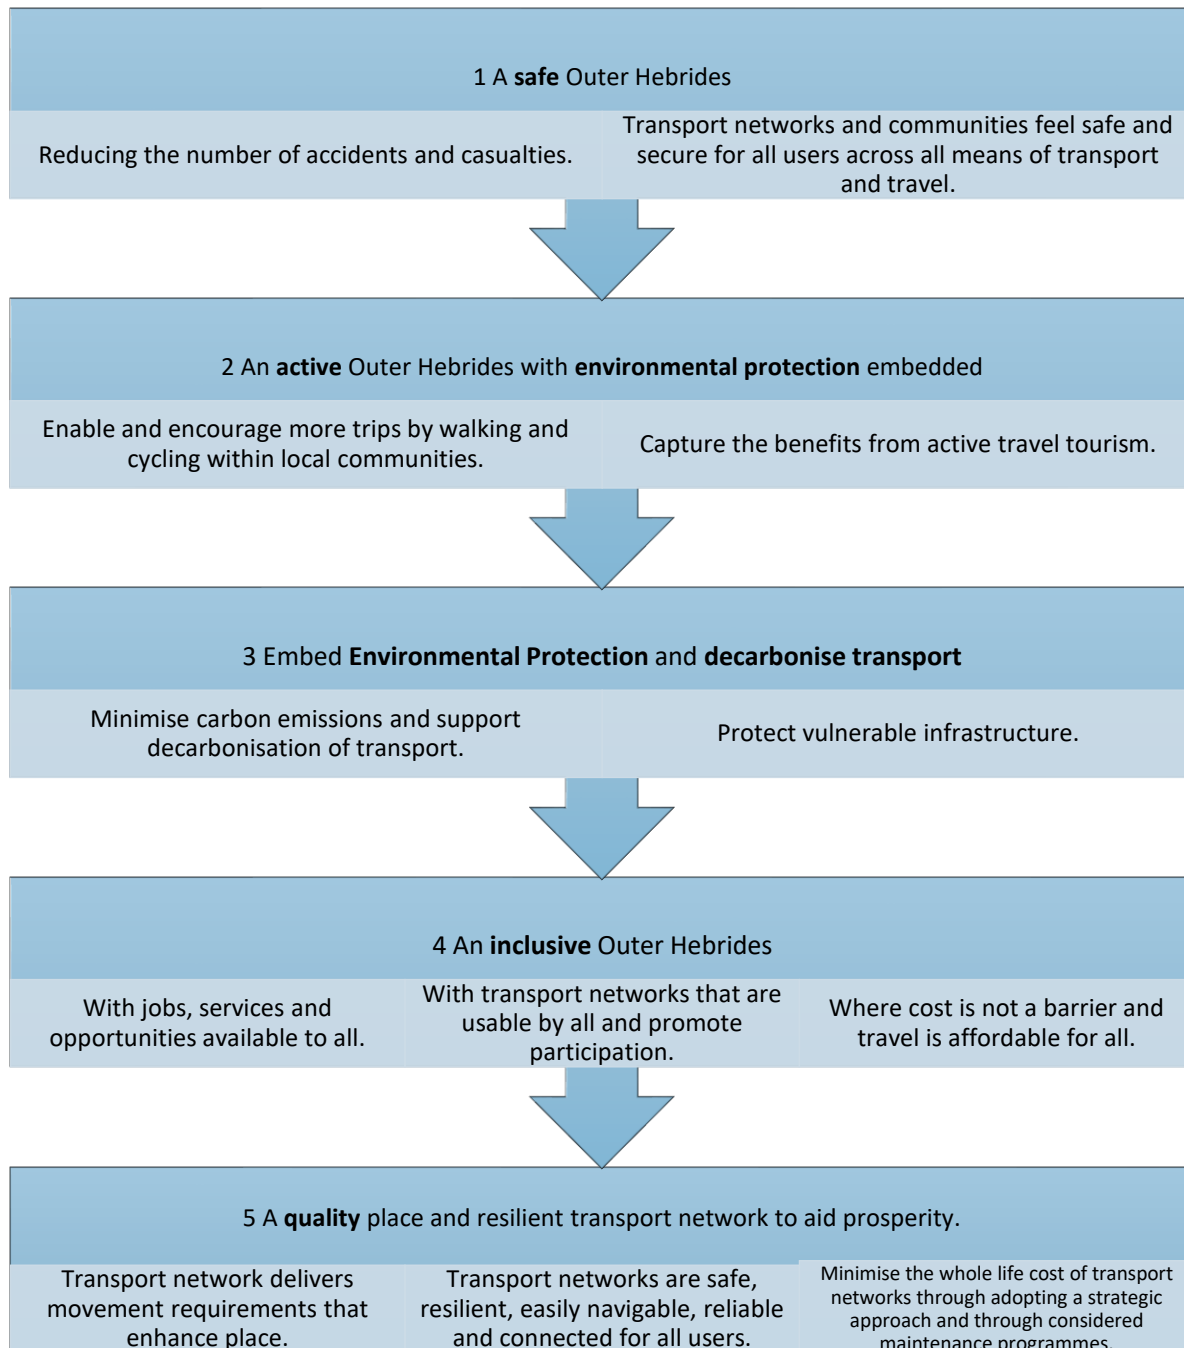 1 A safe Outer Hebrides
Reducing the number of accidents and casualties.
Transport networks and communities feel safe and
secure for all users across all means of transport
and travel.
2 An active Outer Hebrides with environmental protection embedded
Enable and encourage more trips by walking and
cycling within local communities.
Capture the benefits from active travel tourism.
3 Embed Environmental Protection and decarbonise transport
Minimise carbon emissions and support
decarbonisation of transport.
Protect vulnerable infrastructure.
4 An inclusive Outer Hebrides
With jobs, services and
opportunities available to all.
With transport networks that are
usable by all and promote
participation.
Where cost is not a barrier and
travel is affordable for all.
5 A quality place and resilient transport network to aid prosperity.
Transport network delivers
movement requirements that
enhance place.
Transport networks are safe,
resilient, easily navigable, reliable
and connected for all users.
Minimise the whole life cost of transport
networks through adopting a strategic
approach and through considered
maintenance programmes.